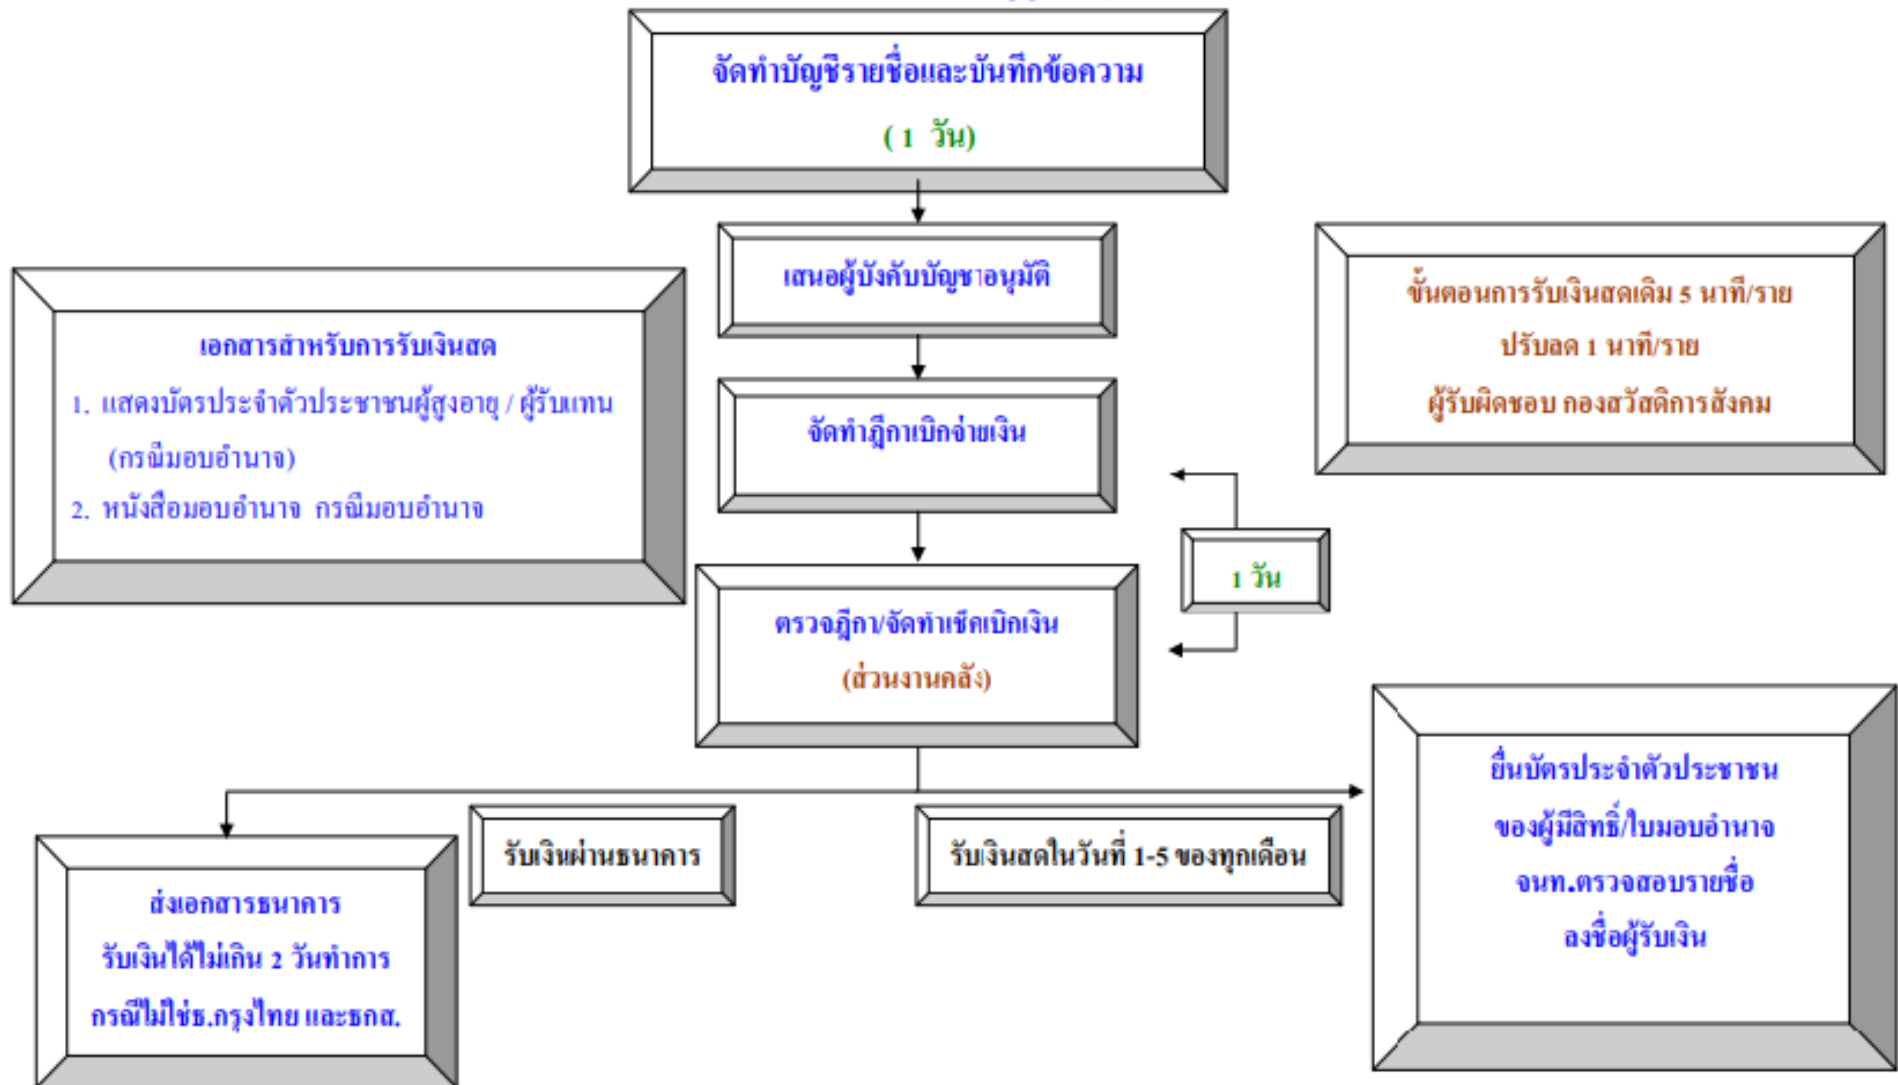 จัดทำบัญชีรายชื่อและบันทึกข้อความ
( 1 วัน)
เสนอผู้บังคับบัญชาอนุมัติ
เอกสารสำหรับการรับเงินสด
1. แสดงบัตรประจำตัวประชาชนผู้สูงอายุ / ผู้รับแทน
(กรณีมอบอำนาจ)
2. หนังสือมอบอำนาจ กรณีมอบอำนาจ
ขั้นตอนการรับเงินสดเดิม 5 นาที/ราย
ปรับลด 1 นาที/ราย
ผู้รับผิดชอบ กองสวัสดิการสังคม
จัดทำฎีกาเบิกจ่ายเงิน
1 วัน
ตรวจฎีกา/จัดทำเช็คเบิกเงิน
(ส่วนงานคลัง)
รับเงินผ่านธนาคาร
รับเงินสดในวันที่ 1-5 ของทุกเดือน
ส่งเอกสารธนาคาร
รับเงินได้ไม่เกิน 2 วันทำการ
กรณีไม่ใช่ธ.กรุงไทย และธกส.
ยื่นบัตรประจำตัวประชาชน
ของผู้มีสิทธิ์/ใบมอบอำนาจ
จนท.ตรวจสอบรายชื่อ
ลงชื่อผู้รับเงิน